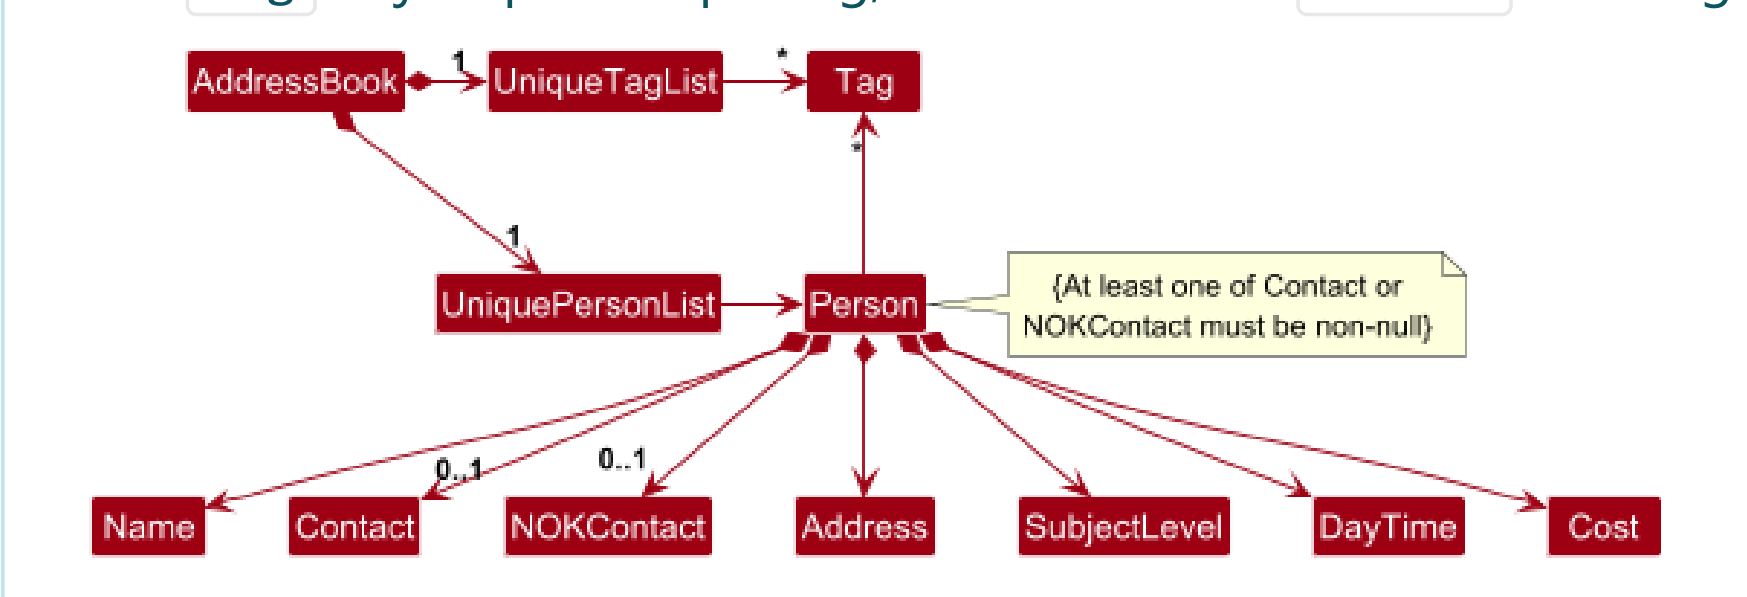 AddressBook 1 UniqueTagList * Tag
*
1
UniquePersonList Person {At least one of Contact or
NOKContact must be non-null}
0..1 0..1
Name Contact NOKContact Address SubjectLevel DayTime Cost